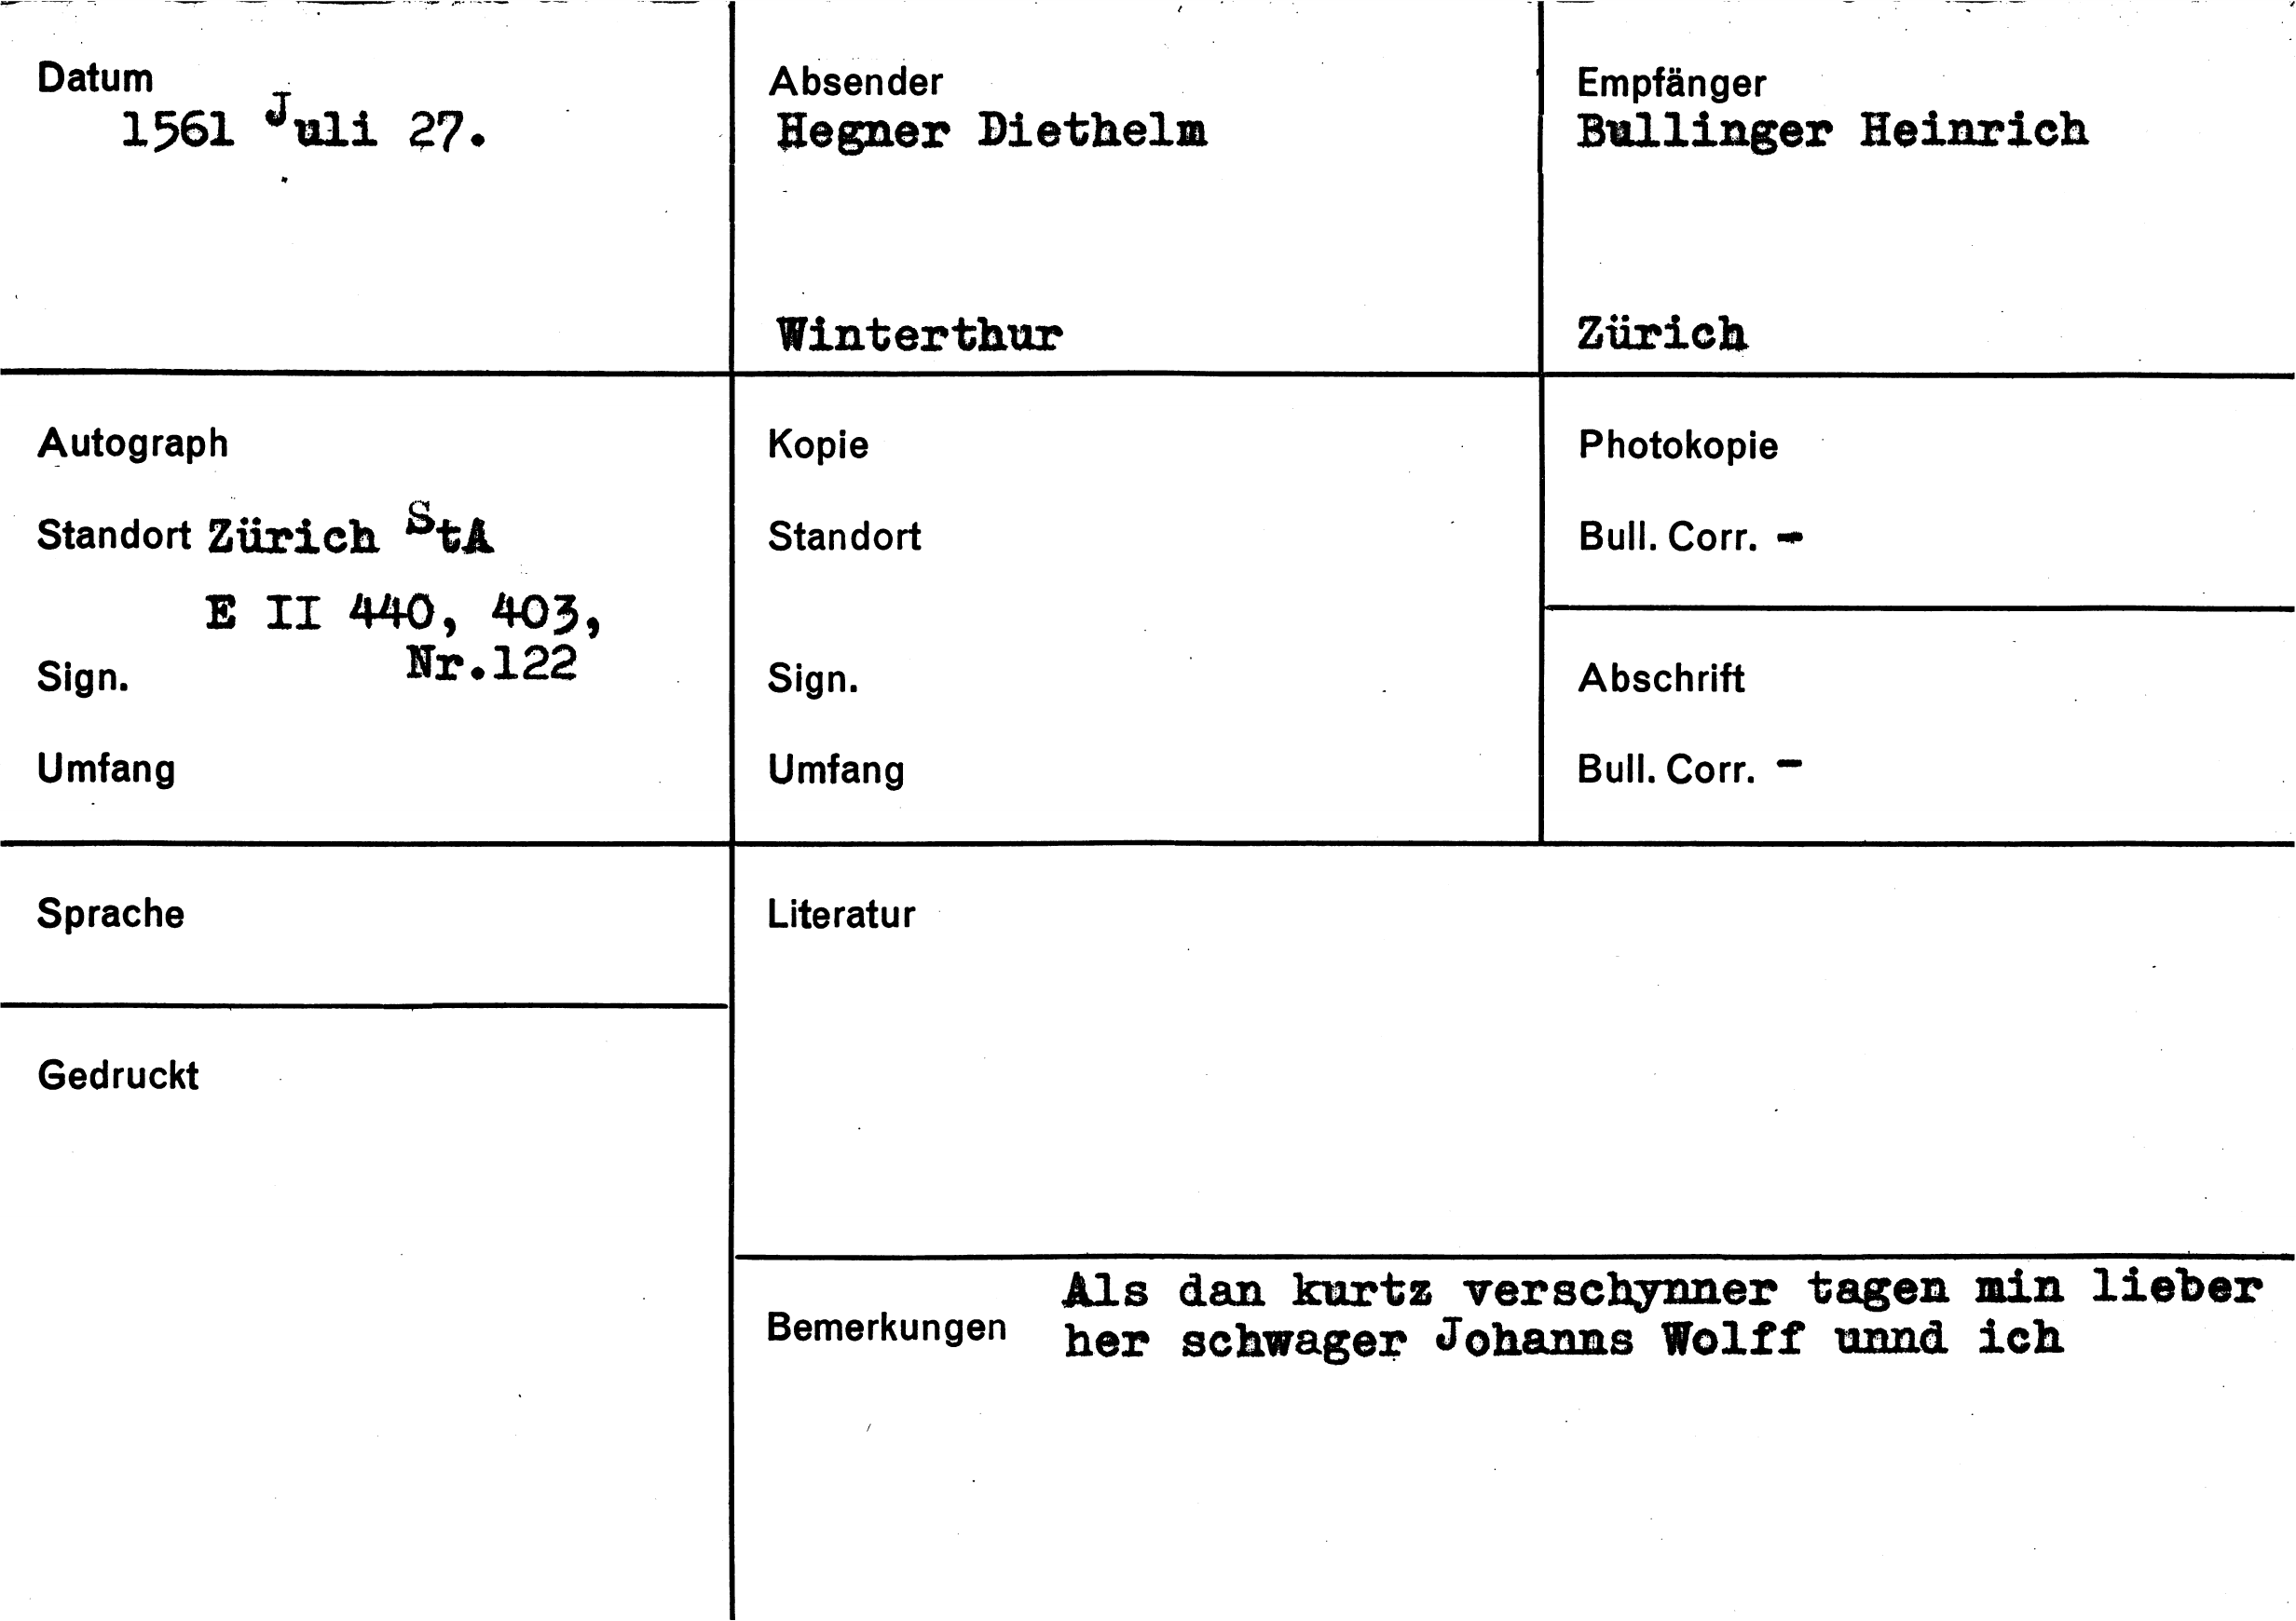 Datum
1561 Juli 27.
Absender
Hegner Diethelm
Winterthur
Empfänger
Bullinger Heinrich
Zürich
Autograph
Standort Zürich StA
E II 440, 403,
Nr.122
Sign.
Umfang
Kopie
Standort
Sign.
Umfang
Photokopie
Bull. Corr. -
Abschrift
Bull. Corr. -
Sprache
Gedruckt
Literatur
Bemerkungen
Als dan kurtz verschynner tagen min lieber
her schwager Johanns Wolff unnd ich